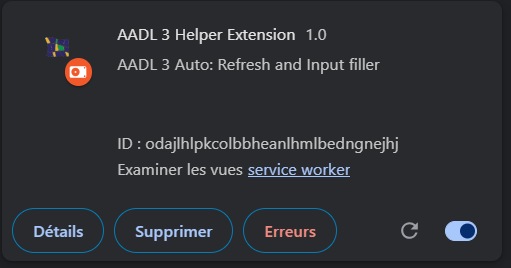 AADL 3 Helper Extension 1.0
AADL 3 Auto: Refresh and Input filler
ID : odajlhlpkcolbbheanlhmlbedngnejhj
Examiner les vues service worker
Détails Supprimer Erreurs